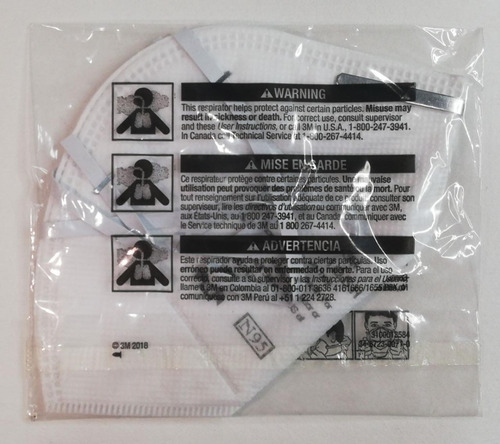 ⚠ WARNING
This respirator helps protect against certain particles. Misuse may
result in sickness or death. For correct use, consult supervisor
and these User Instructions, or call 3M in U.S.A., 1-800-247-3941.
In Canada call Technical Service at 1-800-267-4414.
⚠ MISE EN GARDE
Ce respirateur protège contre certaines particules. Une mauvaise
utilisation peut provoquer des problèmes de santé ou la mort. Pour
tout renseignement sur l'utilisation adéquate de ce produit, consulter son
superviseur, lire les directives d'utilisation ou communiquer avec 3M,
aux États-Unis, au 1 800 247-3941, et au Canada, communiquer avec
le Service technique de 3M au 1 800 267-4414.
⚠ ADVERTENCIA
Este respirador ayuda a proteger contra ciertas partículas. Uso
erróneo puede resultar en enfermedad o muerte. Para el uso
correcto, consulte a su supervisor y las Instrucciones para el Uso o
llame a 3M en Colombia al 01-800-011-3636
comunicarse con 3M Perú al +51 1 224 2728.
N95
© 3M 2016